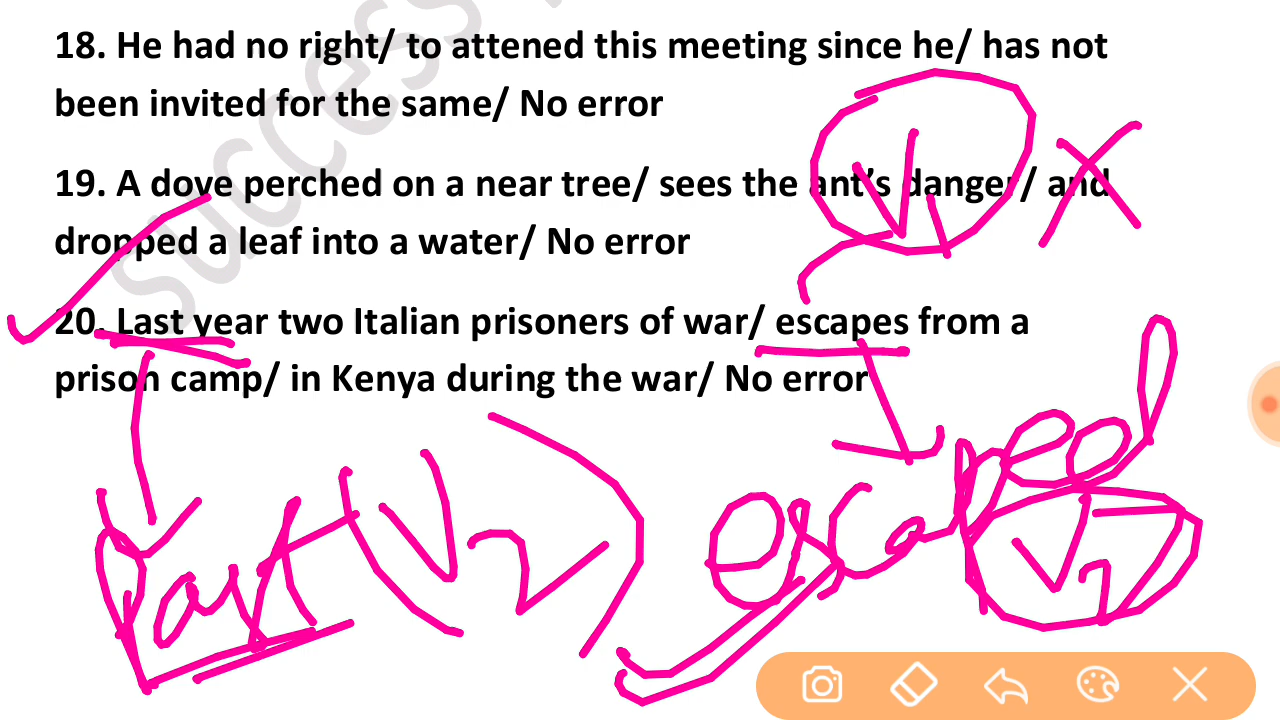 success
18. He had no right/ to attened this meeting since he/ has not
been invited for the same/ No error
19. A dove perched on a near tree/ sees the ant's danger/ and
dropped a leaf into a water/ No error
V1
20. Last year two Italian prisoners of war/ escapes from a
prison camp/ in Kenya during the war/ No error
Past (V2) escaped
V2